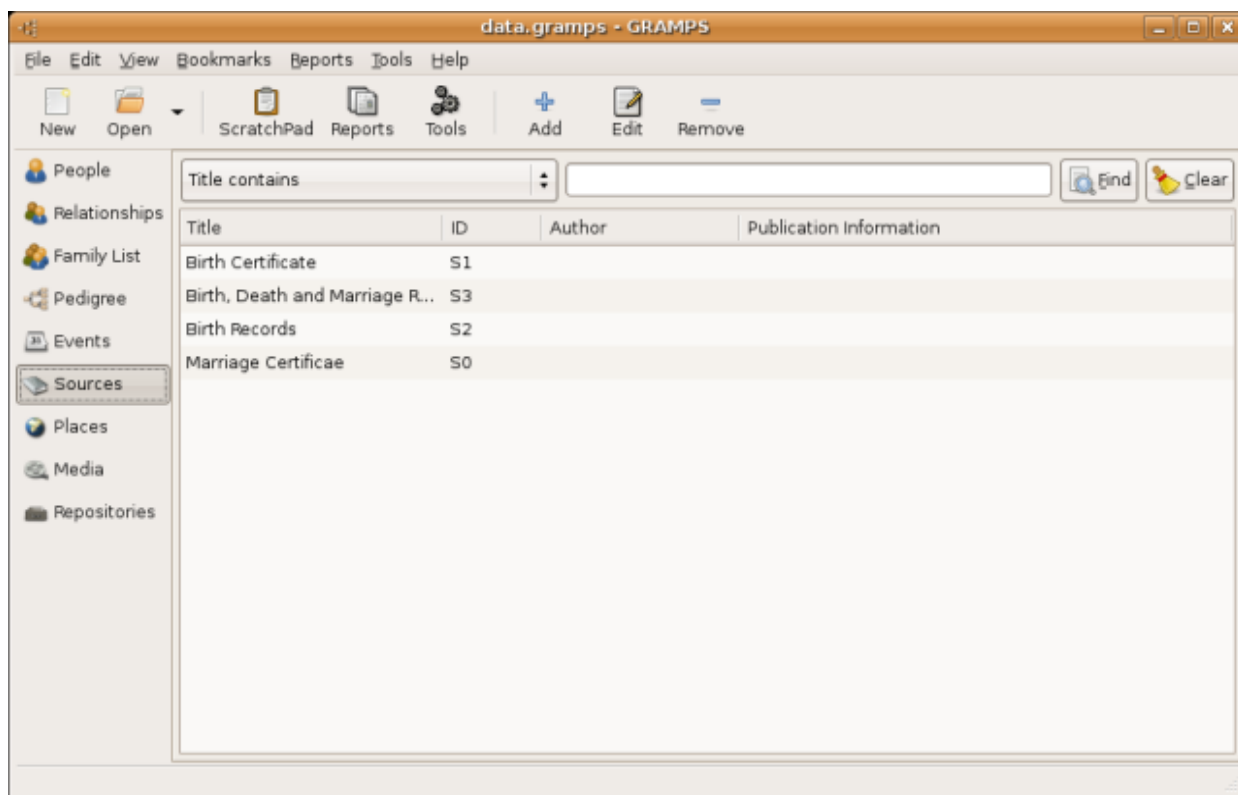 data.gramps - GRAMPS
File Edit View Bookmarks Reports Tools Help
New Open ScratchPad Reports Tools Add Edit Remove
People
Relationships
Family List
Pedigree
Events
Sources
Places
Media
Repositories
Title contains Find Clear
Title ID Author Publication Information
Birth Certificate S1
Birth, Death and Marriage R... S3
Birth Records S2
Marriage Certificae S0